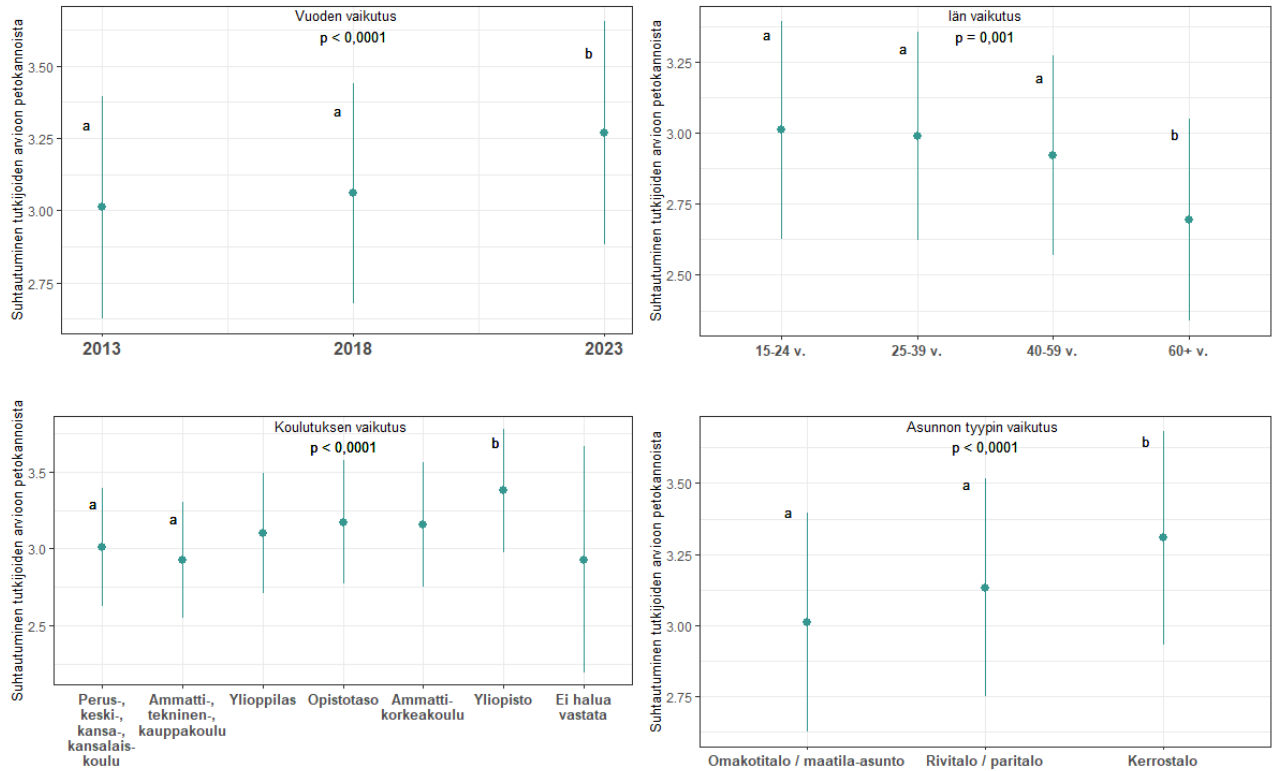 Vuoden vaikutus
p < 0,0001
Suhtautuminen tutkijoiden arvioon petokannoista
3.50
3.25
3.00
2.75
a
a
b
2013
2018
2023
Iän vaikutus
p = 0,001
Suhtautuminen tutkijoiden arvioon petokannoista
3.25
3.00
2.75
2.50
a
a
a
b
15-24 v.
25-39 v.
40-59 v.
60+ v.
Koulutuksen vaikutus
p < 0,0001
Suhtautuminen tutkijoiden arvioon petokannoista
3.5
3.0
2.5
a
a
b
Perus-,
keski-,
kansa-,
kansalais-
koulu
Ammatti-,
tekninen-,
kauppakoulu
Ylioppilas
Opistotaso
Ammatti-
korkeakoulu
Yliopisto
Ei halua
vastata
Asunnon tyypin vaikutus
p < 0,0001
Suhtautuminen tutkijoiden arvioon petokannoista
3.50
3.25
3.00
2.75
a
a
b
Omakotitalo / maatila-asunto
Rivitalo / paritalo
Kerrostalo